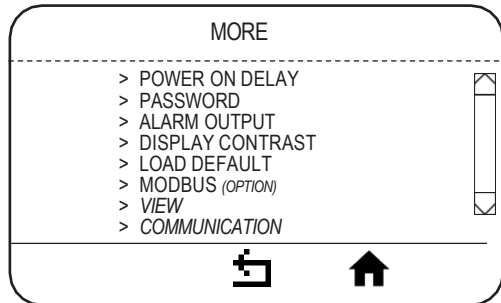 MORE
> POWER ON DELAY
> PASSWORD
> ALARM OUTPUT
> DISPLAY CONTRAST
> LOAD DEFAULT
> MODBUS (OPTION)
> VIEW
> COMMUNICATION